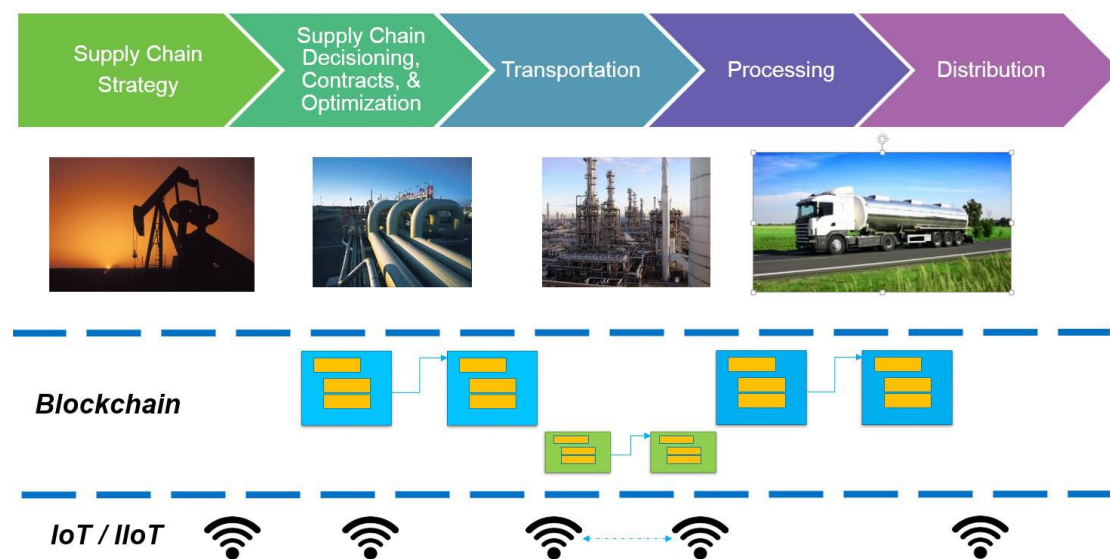 Supply Chain
Strategy
Supply Chain
Decisioning,
Contracts, &
Optimization
Transportation
Processing
Distribution
Blockchain
IoT / IIoT